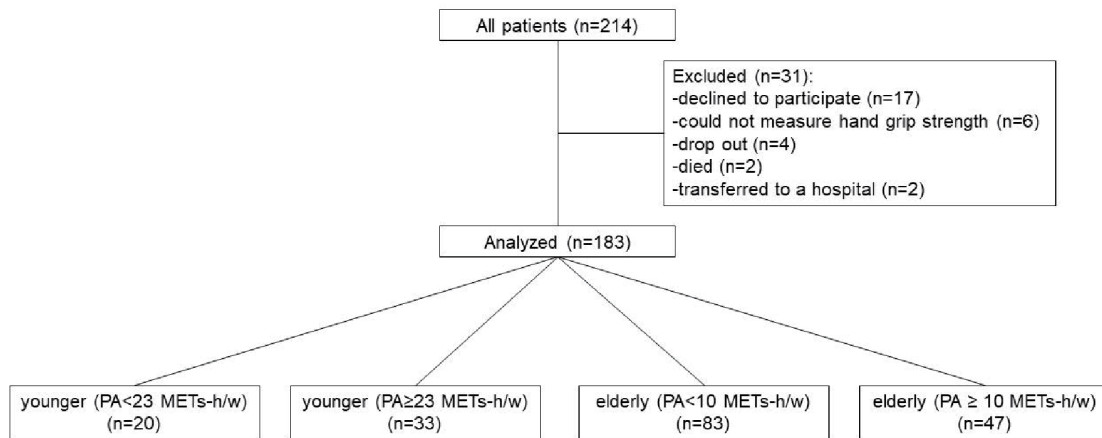 All patients (n=214)
Excluded (n=31):
-declined to participate (n=17)
-could not measure hand grip strength (n=6)
-drop out (n=4)
-died (n=2)
-transferred to a hospital (n=2)
Analyzed (n=183)
younger (PA<23 METs-h/w)
(n=20)
younger (PA≥23 METs-h/w)
(n=33)
elderly (PA<10 METs-h/w)
(n=83)
elderly (PA ≥ 10 METs-h/w)
(n=47)